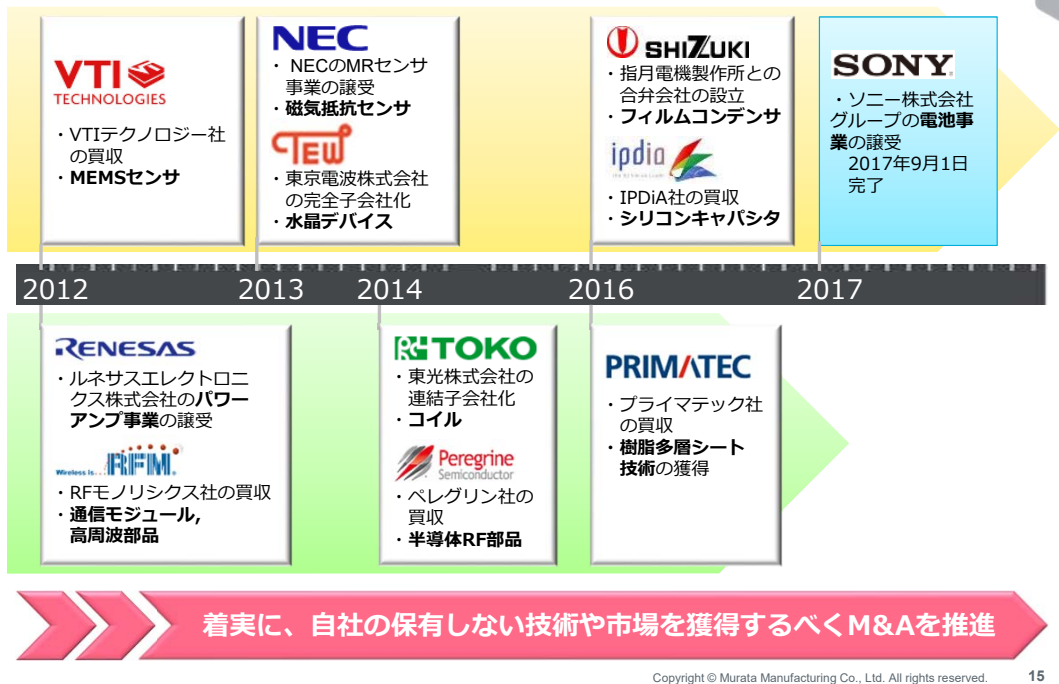 VTI
TECHNOLOGIES
・VTIテクノロジー社
の買収
・MEMSセンサ
NEC
・ NECのMRセンサ
事業の譲受
・磁気抵抗センサ
TEW
・東京電波株式会社
の完全子会社化
・水晶デバイス
SHIZUKI
・指月電機製作所との
合弁会社の設立
・フィルムコンデンサ
ipdia
・IPDiA社の買収
・シリコンキャパシタ
SONY
・ソニー株式会社
グループの電池事
業の譲受
2017年9月1日
完了
2012 2013 2014 2016 2017
RENESAS
・ルネサスエレクトロニ
クス株式会社のパワー
アンプ事業の譲受
Wireless is... RFM
・RFモノリシクス社の買収
・通信モジュール,
高周波部品
TOKO
・東光株式会社の
連結子会社化
・コイル
Peregrine
Semiconductor
・ペレグリン社の
買収
・半導体RF部品
PRIMATEC
・プライマテック社
の買収
・樹脂多層シート
技術の獲得
着実に、自社の保有しない技術や市場を獲得するべくM&Aを推進
Copyright © Murata Manufacturing Co., Ltd. All rights reserved. 15